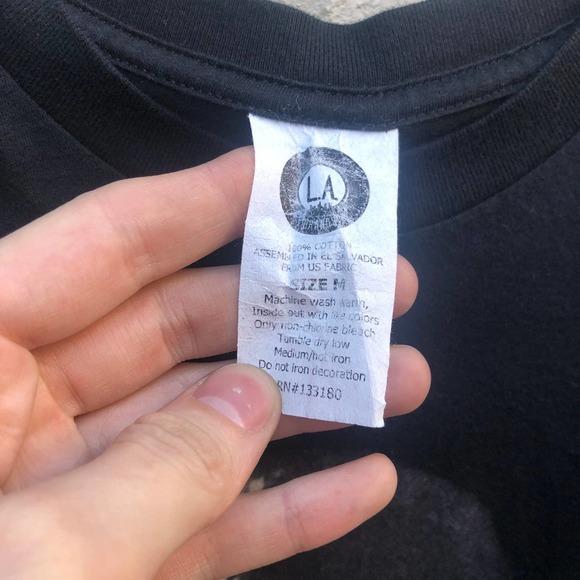 L.A
100% COTTON
ASSEMBLED IN EL SALVADOR
FROM US FABRIC
SIZE M
Machine wash warm,
Inside out with like colors
Only non-chlorine bleach
Tumble dry low
Medium/hot iron
Do not iron decoration
RN#133180